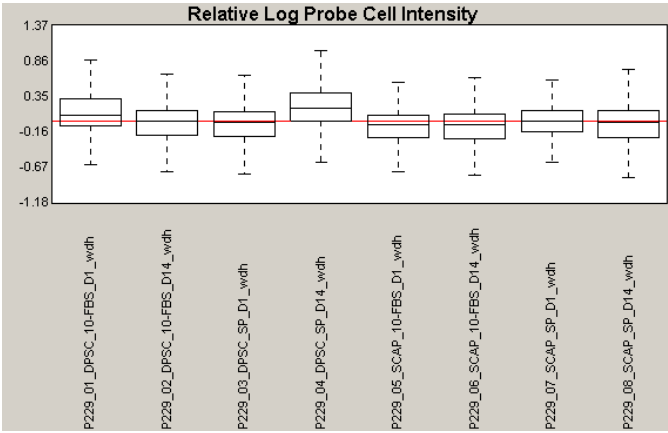 Relative Log Probe Cell Intensity
1.37
0.86
0.35
-0.16
-0.67
-1.18
P229_01_DPSC_10-FBS_D1_wdh
P229_02_DPSC_10-FBS_D14_wdh
P229_03_DPSC_SP_D1_wdh
P229_04_DPSC_SP_D14_wdh
P229_05_SCAP_10-FBS_D1_wdh
P229_06_SCAP_10-FBS_D14_wdh
P229_07_SCAP_SP_D1_wdh
P229_08_SCAP_SP_D14_wdh